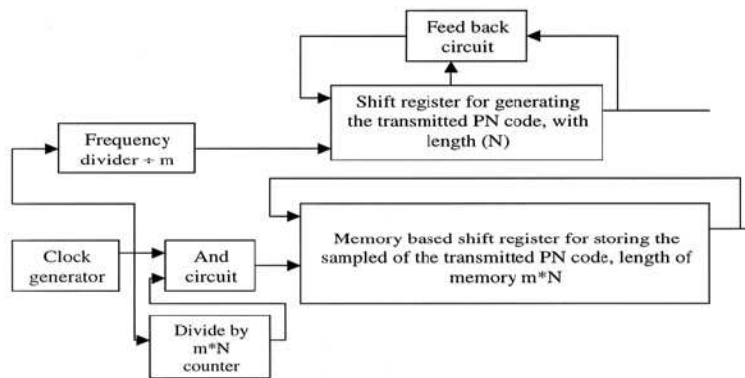 Feed back
circuit
Shift register for generating
the transmitted PN code, with
length (N)
Frequency
divider ÷ m
Memory based shift register for storing the
sampled of the transmitted PN code, length of
memory m*N
Clock
generator
And
circuit
Divide by
m*N
counter